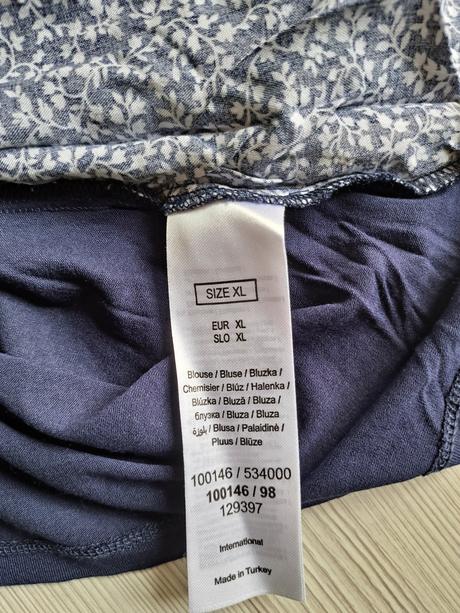 SIZE XL
EUR XL
SLO XL
Blouse / Bluse / Bluzka /
Chemisier / Blúz / Halenka /
Blúzka / Bluză / Bluza /
блузка / Bluza / Bluza
بلوزة / Blusa / Palaidinė /
Pluus / Blūze
100146 / 534000
100146 / 98
129397
International
Made in Turkey